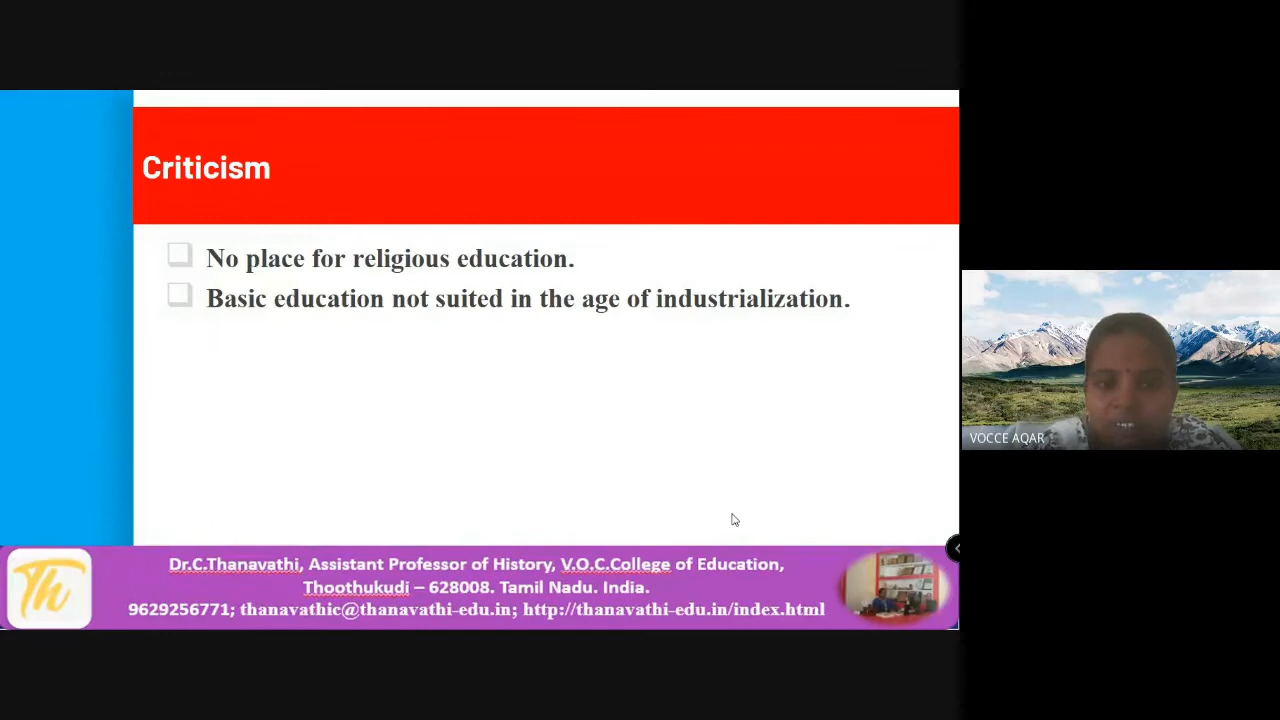 Criticism
No place for religious education.
Basic education not suited in the age of industrialization.
VOCCE AQAR
Th
Dr.C.Thanavathi, Assistant Professor of History, V.O.C.College of Education,
Thoothukudi – 628008. Tamil Nadu. India.
9629256771; thanavathic@thanavathi-edu.in; http://thanavathi-edu.in/index.html